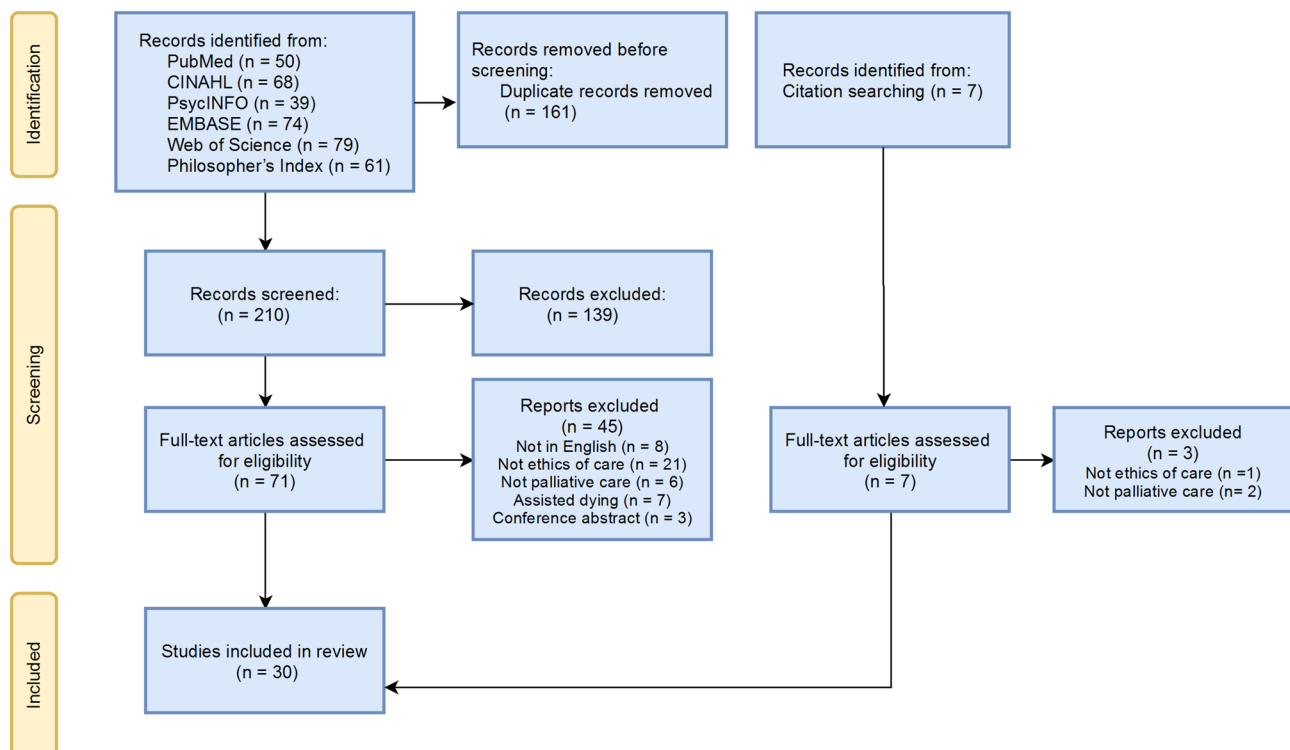 Identification
Records identified from:
PubMed (n = 50)
CINAHL (n = 68)
PsycINFO (n = 39)
EMBASE (n = 74)
Web of Science (n = 79)
Philosopher’s Index (n = 61)
Records removed before
screening:
Duplicate records removed
(n = 161)
Records identified from:
Citation searching (n = 7)
Screening
Records screened:
(n = 210)
Records excluded:
(n = 139)
Full-text articles assessed
for eligibility
(n = 71)
Reports excluded
(n = 45)
Not in English (n = 8)
Not ethics of care (n = 21)
Not palliative care (n = 6)
Assisted dying (n = 7)
Conference abstract (n = 3)
Full-text articles assessed
for eligibility
(n = 7)
Reports excluded
(n = 3)
Not ethics of care (n =1)
Not palliative care (n= 2)
Included
Studies included in review
(n = 30)